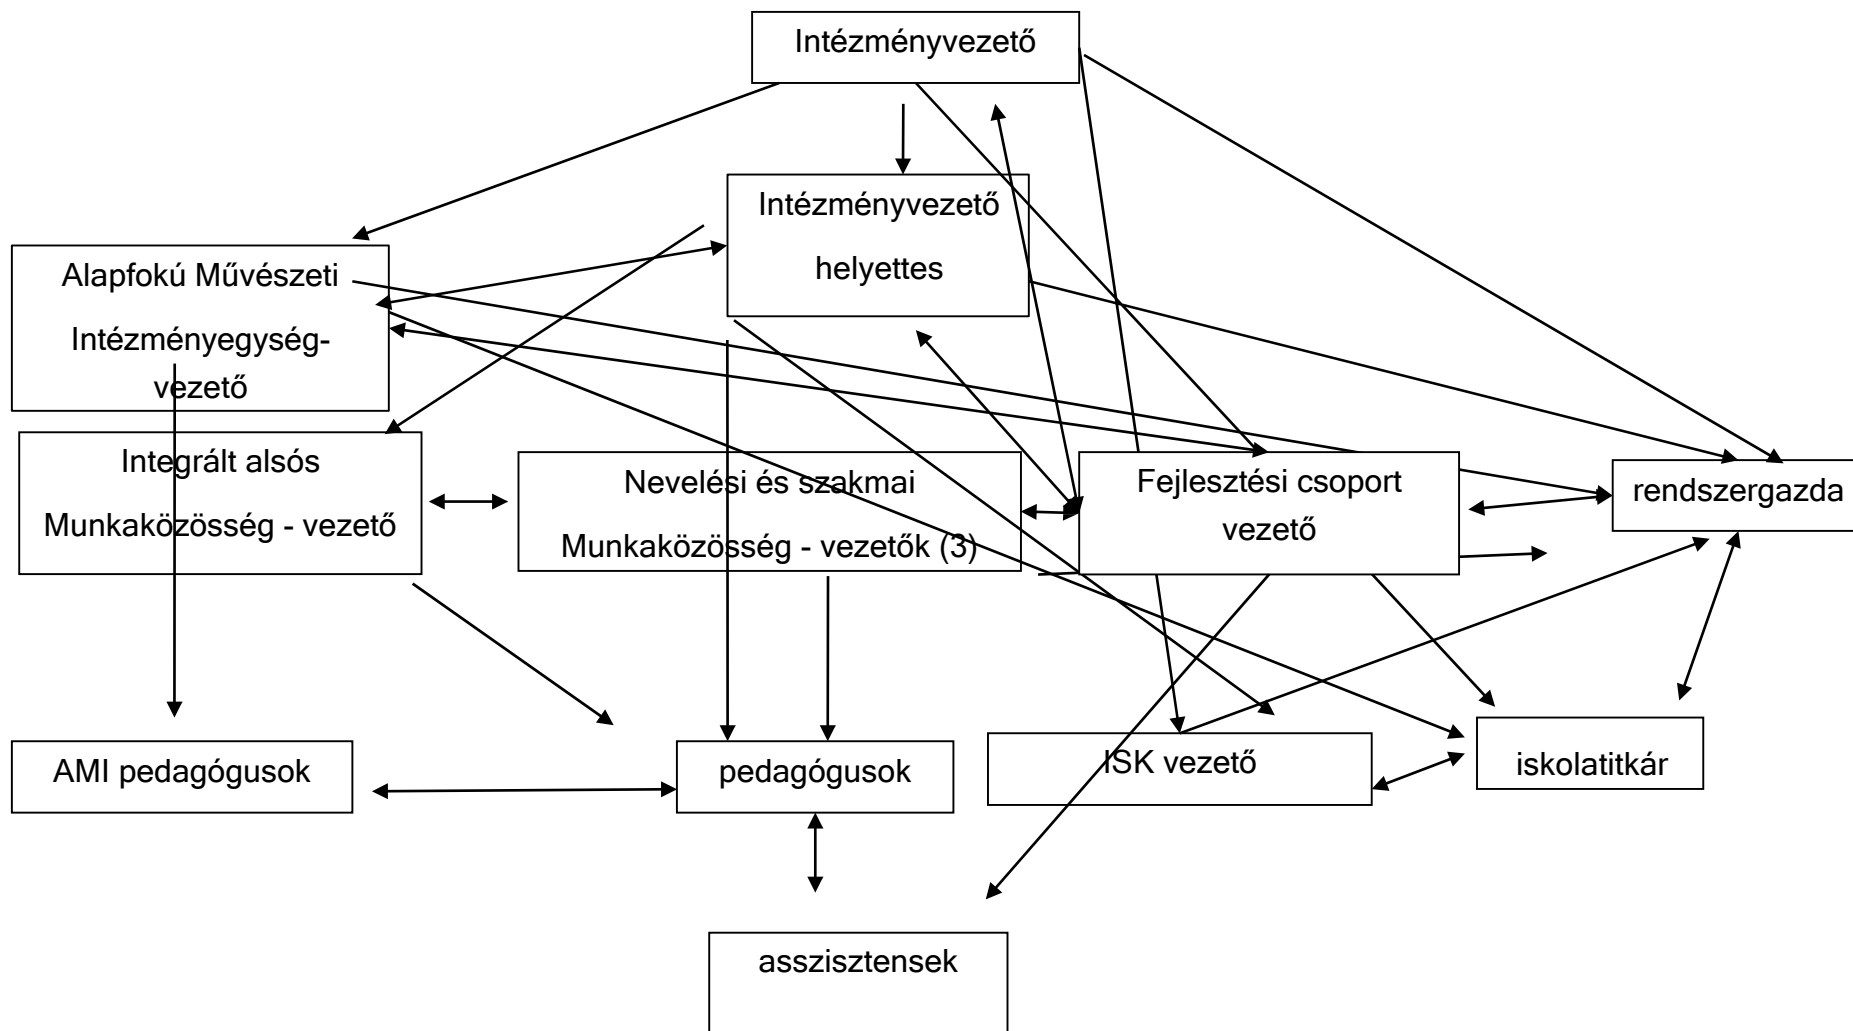 Intézményvezető
Intézményvezető
helyettes
Alapfokú Művészeti
Intézményegység-
vezető
Integrált alsós
Munkaközösség - vezető
Nevelési és szakmai
Munkaközösség - vezetők (3)
Fejlesztési csoport
vezető
rendszergazda
AMI pedagógusok
pedagógusok
ISK vezető
iskolatitkár
asszisztensek